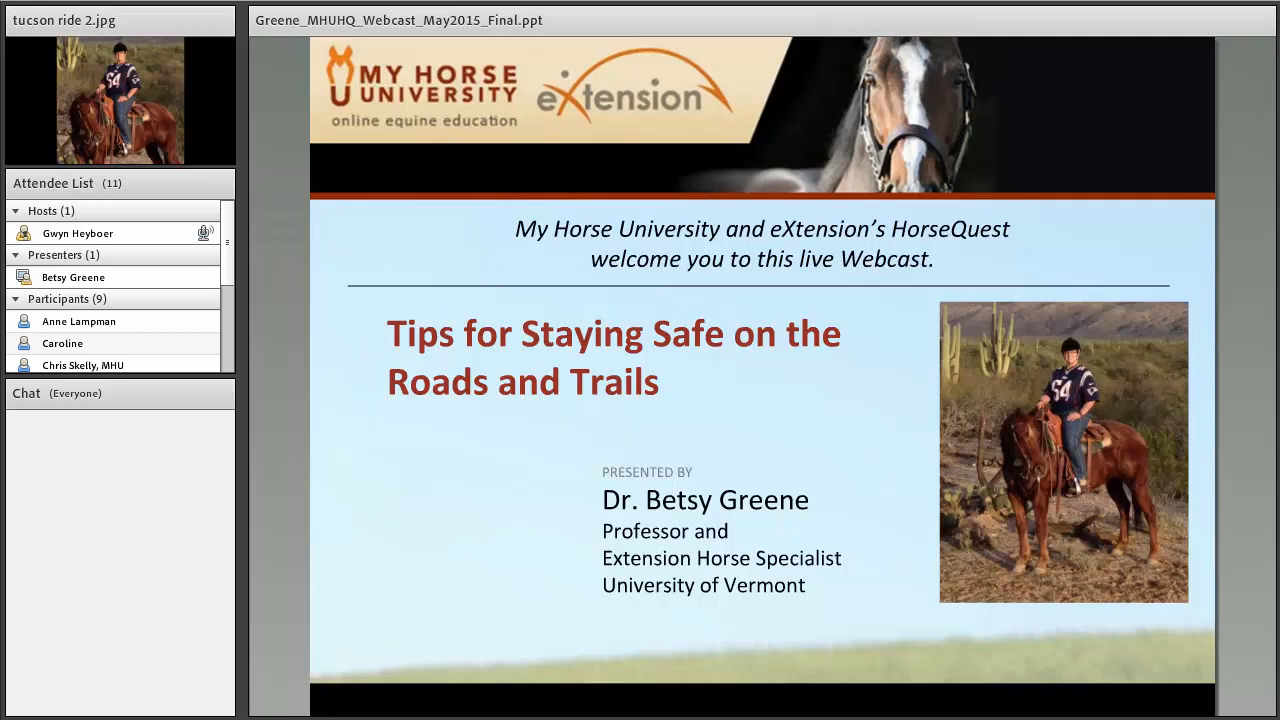 tucson ride 2.jpg
Attendee List (11)
Hosts (1)
Gwyn Heyboer
Presenters (1)
Betsy Greene
Participants (9)
Anne Lampman
Caroline
Chris Skelly, MHU
Chat (Everyone)
Greene_MHUHQ_Webcast_May2015_Final.ppt
MY HORSE
UNIVERSITY
online equine education
eXtension
My Horse University and eXtension's HorseQuest
welcome you to this live Webcast.
Tips for Staying Safe on the
Roads and Trails
PRESENTED BY
Dr. Betsy Greene
Professor and
Extension Horse Specialist
University of Vermont
54
54